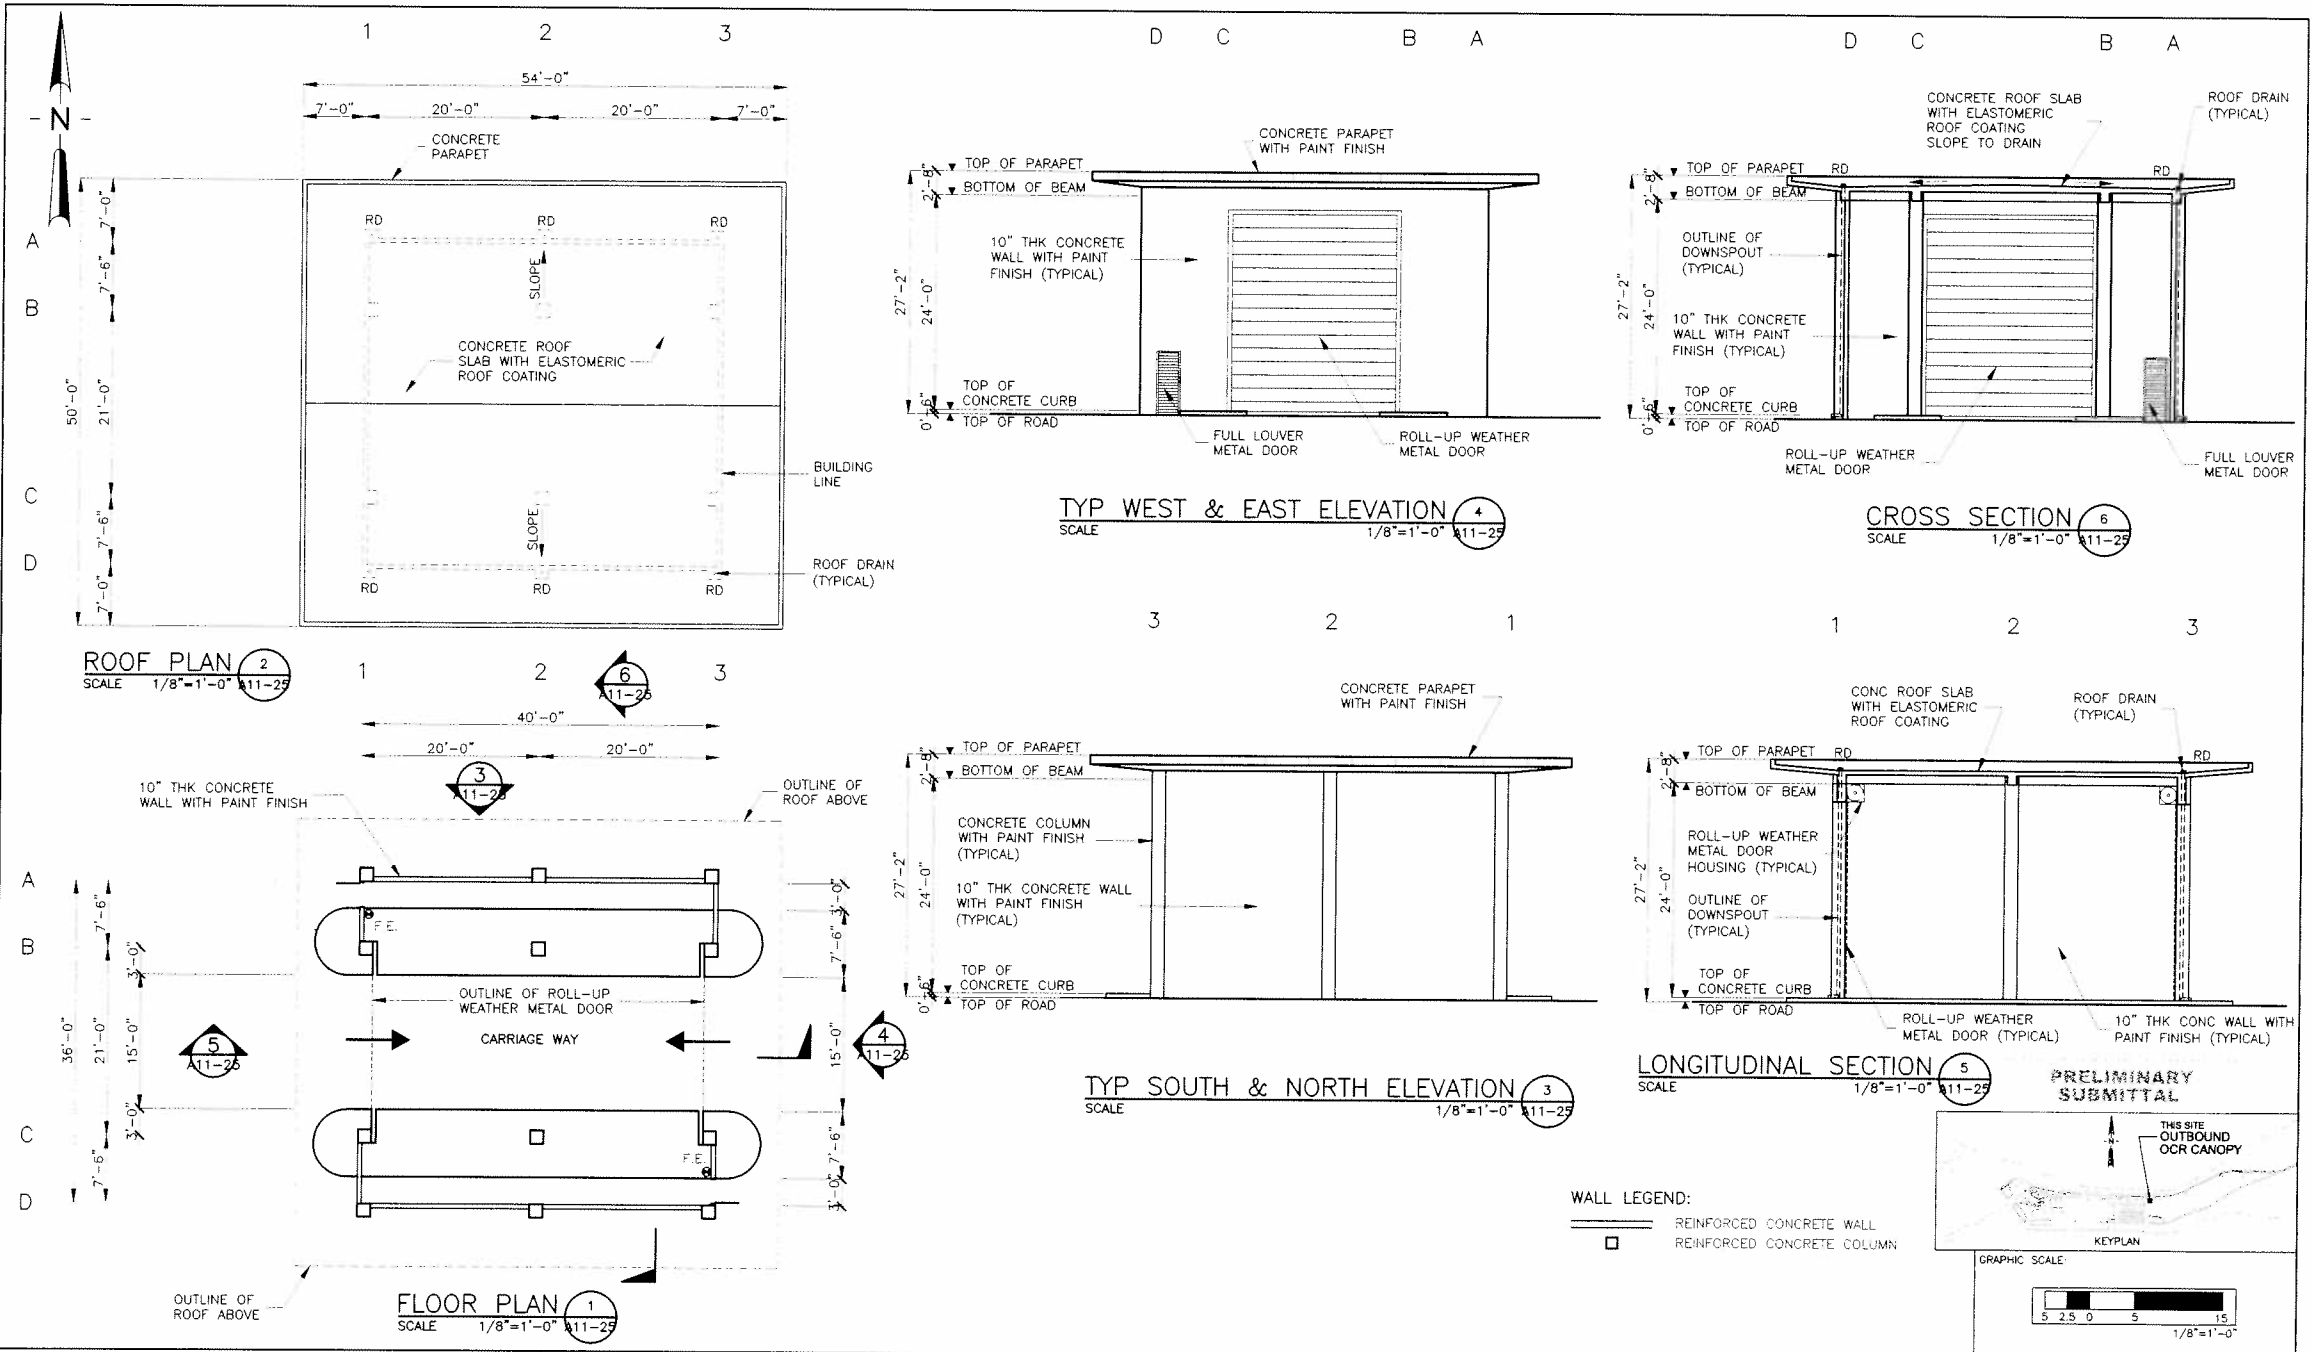 1 2 3
54'-0"
7'-0" 20'-0" 20'-0" 7'-0"
N
CONCRETE
PARAPET
RD RD RD
A
B
C
D
7'-0"
7'-6"
21'-0"
7'-6"
7'-0"
50'-0"
SLOPE
CONCRETE ROOF
SLAB WITH ELASTOMERIC
ROOF COATING
BUILDING
LINE
SLOPE
ROOF DRAIN
(TYPICAL)
RD RD RD
ROOF PLAN 2
SCALE 1/8"=1'-0" A11-25
D C B A
CONCRETE PARAPET
WITH PAINT FINISH
TOP OF PARAPET
BOTTOM OF BEAM
2'-8"
10" THK CONCRETE
WALL WITH PAINT
FINISH (TYPICAL)
27'-2"
24'-0"
TOP OF
CONCRETE CURB
TOP OF ROAD
0'-6"
FULL LOUVER
METAL DOOR
ROLL-UP WEATHER
METAL DOOR
TYP WEST & EAST ELEVATION 4
SCALE 1/8"=1'-0" A11-25
D C B A
CONCRETE ROOF SLAB
WITH ELASTOMERIC
ROOF COATING
SLOPE TO DRAIN
ROOF DRAIN
(TYPICAL)
TOP OF PARAPET RD RD
BOTTOM OF BEAM
2'-8"
OUTLINE OF
DOWNSPOUT
(TYPICAL)
27'-2"
24'-0"
10" THK CONCRETE
WALL WITH PAINT
FINISH (TYPICAL)
TOP OF
CONCRETE CURB
TOP OF ROAD
0'-6"
ROLL-UP WEATHER
METAL DOOR
FULL LOUVER
METAL DOOR
CROSS SECTION 6
SCALE 1/8"=1'-0" A11-25
1 2 3
6
A11-25
40'-0"
20'-0" 20'-0"
3
A11-25
10" THK CONCRETE
WALL WITH PAINT FINISH
OUTLINE OF
ROOF ABOVE
A
B
C
D
36'-0"
7'-6"
21'-0"
7'-6"
3'-0"
15'-0"
3'-0"
F.E.
OUTLINE OF ROLL-UP
WEATHER METAL DOOR
CARRIAGE WAY
5
A11-25
4
A11-25
3'-0"
7'-6"
15'-0"
7'-6"
3'-0"
F.E.
OUTLINE OF
ROOF ABOVE
FLOOR PLAN 1
SCALE 1/8"=1'-0" A11-25
3 2 1
CONCRETE PARAPET
WITH PAINT FINISH
TOP OF PARAPET
BOTTOM OF BEAM
2'-8"
CONCRETE COLUMN
WITH PAINT FINISH
(TYPICAL)
27'-2"
24'-0"
10" THK CONCRETE WALL
WITH PAINT FINISH
(TYPICAL)
TOP OF
CONCRETE CURB
TOP OF ROAD
0'-6"
TYP SOUTH & NORTH ELEVATION 3
SCALE 1/8"=1'-0" A11-25
1 2 3
CONC ROOF SLAB
WITH ELASTOMERIC
ROOF COATING
ROOF DRAIN
(TYPICAL)
TOP OF PARAPET RD RD
BOTTOM OF BEAM
2'-8"
ROLL-UP WEATHER
METAL DOOR
HOUSING (TYPICAL)
27'-2"
24'-0"
OUTLINE OF
DOWNSPOUT
(TYPICAL)
TOP OF
CONCRETE CURB
TOP OF ROAD
ROLL-UP WEATHER
METAL DOOR (TYPICAL)
10" THK CONC WALL WITH
PAINT FINISH (TYPICAL)
LONGITUDINAL SECTION 5
SCALE 1/8"=1'-0" A11-25
PRELIMINARY
SUBMITTAL
N
THIS SITE
OUTBOUND
OCR CANOPY
KEYPLAN
WALL LEGEND:
REINFORCED CONCRETE WALL
REINFORCED CONCRETE COLUMN
GRAPHIC SCALE:
5 2.5 0 5 15
1/8"=1'-0"